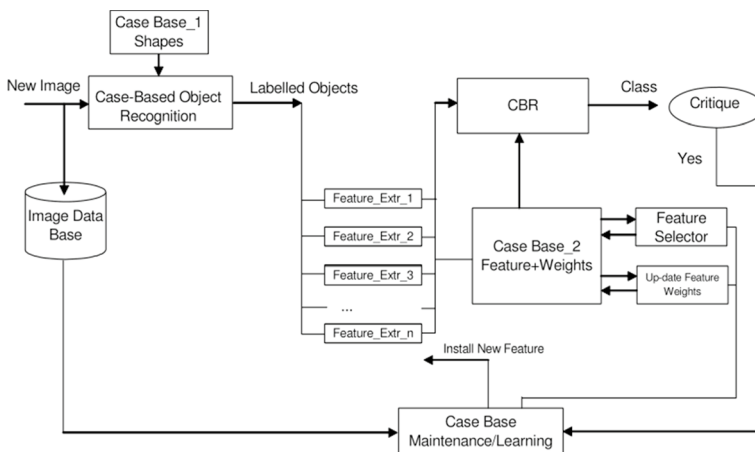 Case Base_1
Shapes
New Image
Case-Based Object
Recognition
Labelled Objects
CBR
Class
Critique
Yes
Image Data
Base
Feature_Extr_1
Feature_Extr_2
Feature_Extr_3
...
Feature_Extr_n
Case Base_2
Feature+Weights
Feature
Selector
Up-date Feature
Weights
Install New Feature
Case Base
Maintenance/Learning